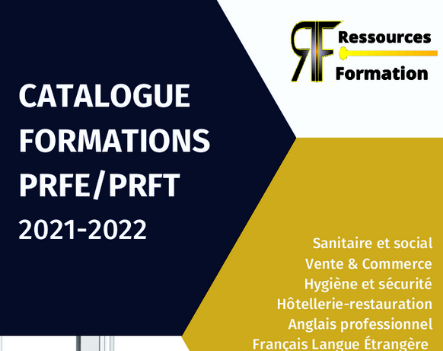 RF Ressources
Formation
CATALOGUE
FORMATIONS
PRFE/PRFT
2021-2022
Sanitaire et social
Vente & Commerce
Hygiène et sécurité
Hôtellerie-restauration
Anglais professionnel
Français Langue Étrangère